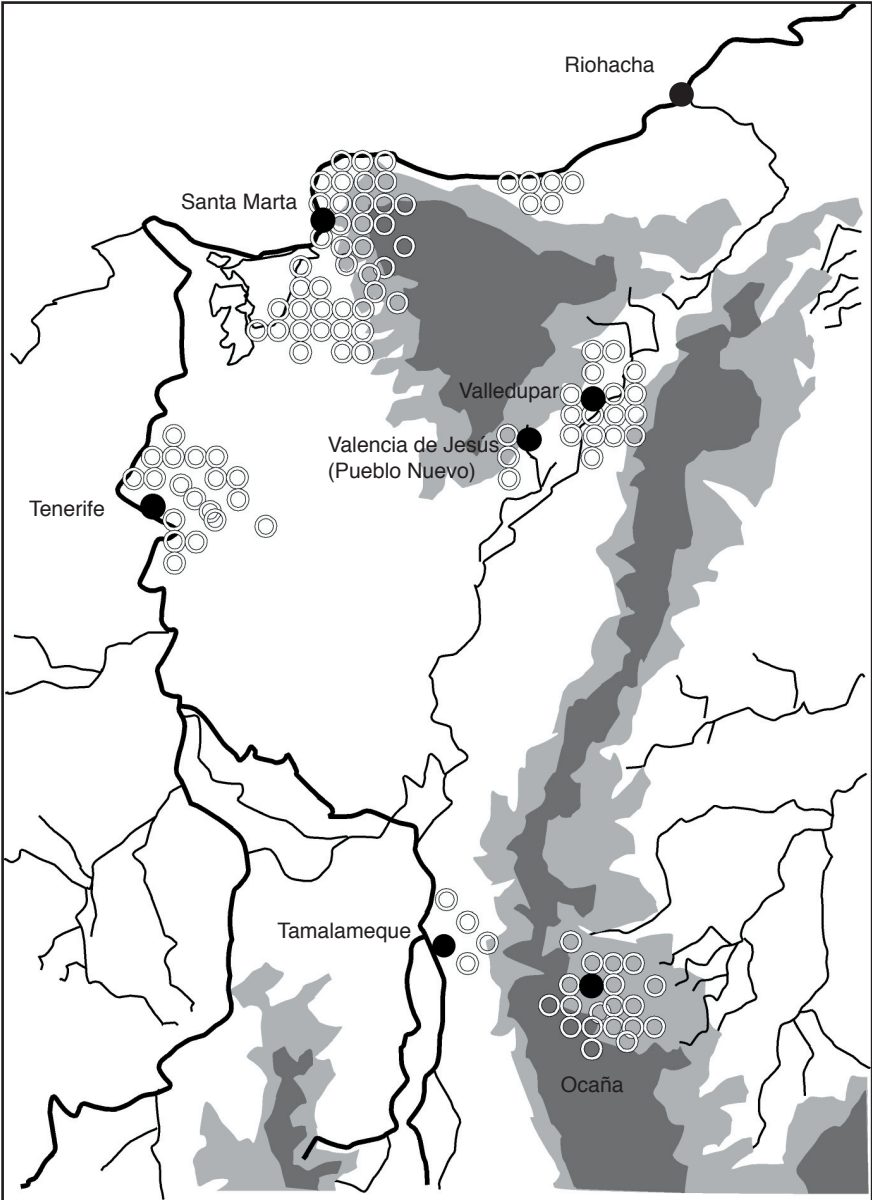 Riohacha
Santa Marta
Valledupar
Valencia de Jesús
(Pueblo Nuevo)
Tenerife
Tamalameque
Ocaña